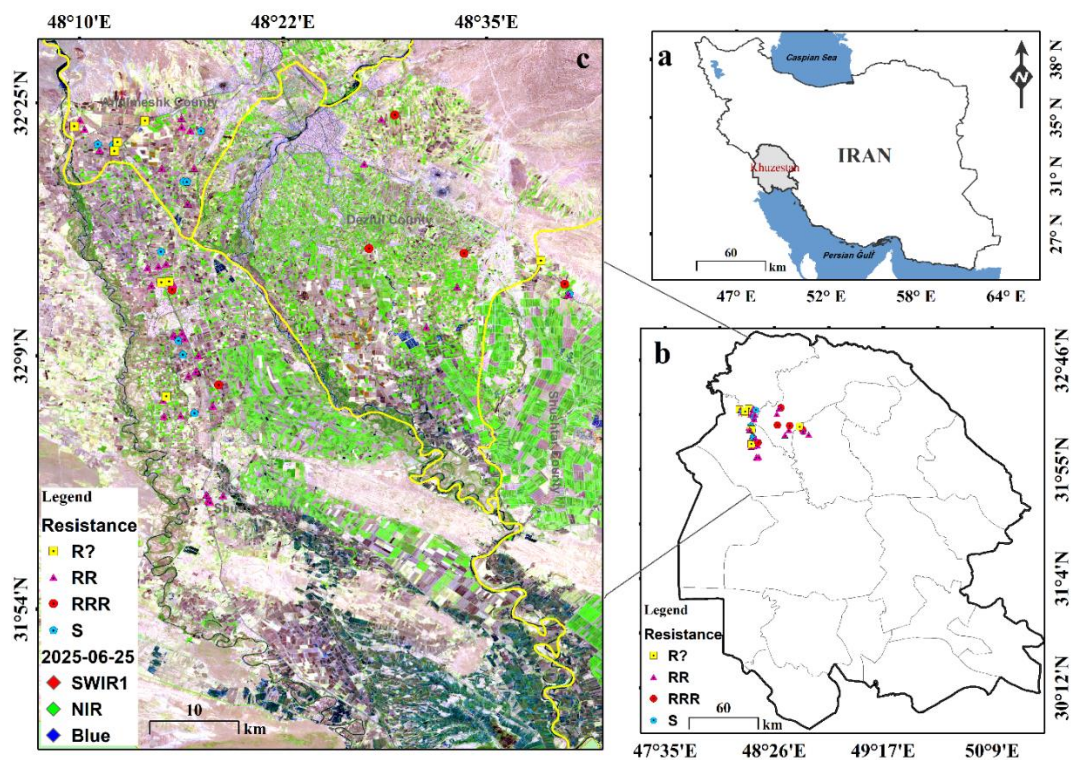 48°10'E 48°22'E 48°35'E
32°25'N
32°9'N
31°54'N
c
Andimeshk County
Dezful County
Shushtar County
Legend
Resistance
R?
RR
RRR
S
2025-06-25
SWIR1
NIR
Blue
10
km
a
Caspian Sea
N
IRAN
Khuzestan
Persian Gulf
60
km
38°N
35°N
31°N
27°N
47°E 52°E 58°E 64°E
b
32°46'N
31°55'N
31°4'N
30°12'N
Legend
Resistance
R?
RR
RRR
S
60
km
47°35'E 48°26'E 49°17'E 50°9'E